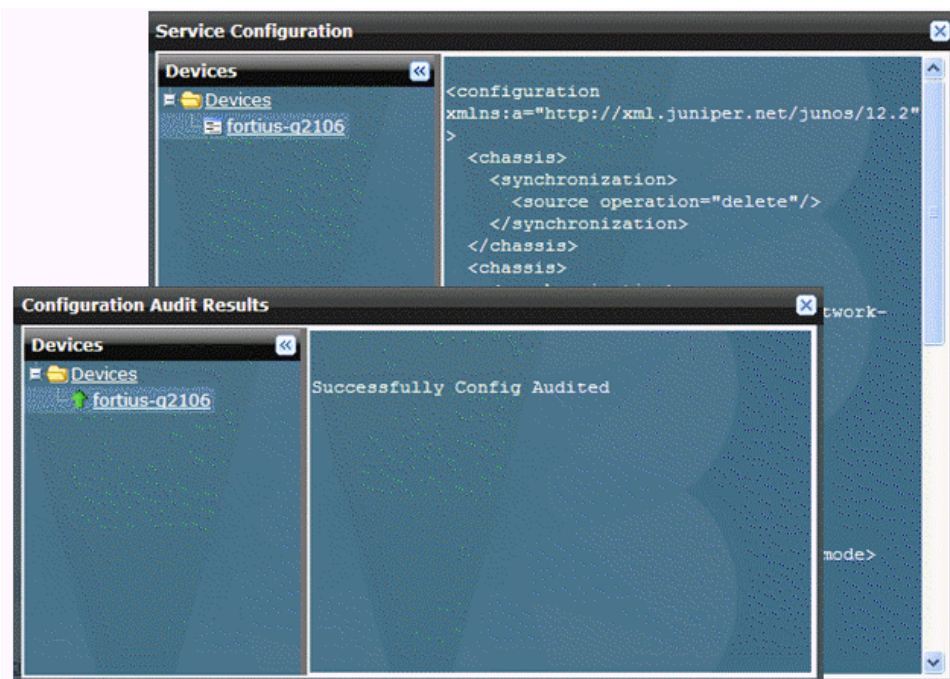 Service Configuration
Devices
Devices
fortius-g2106
<configuration
xmlns:a="http://xml.juniper.net/junos/12.2"
>
<chassis>
<synchronization>
<source operation="delete"/>
</synchronization>
</chassis>
<chassis>
twork-
mode>
Configuration Audit Results
Devices
Devices
fortius-g2106
Successfully Config Audited